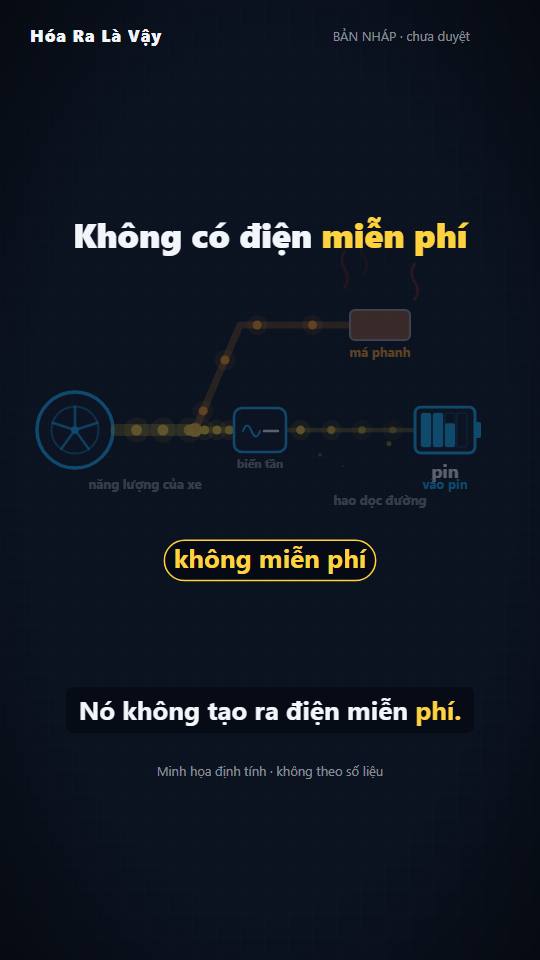 Hóa Ra Là Vậy
BẢN NHÁP · chưa duyệt
Không có điện miễn phí
má phanh
biến tần
pin
năng lượng của xe
vào pin
hao dọc đường
không miễn phí
Nó không tạo ra điện miễn phí.
Minh họa định tính · không theo số liệu